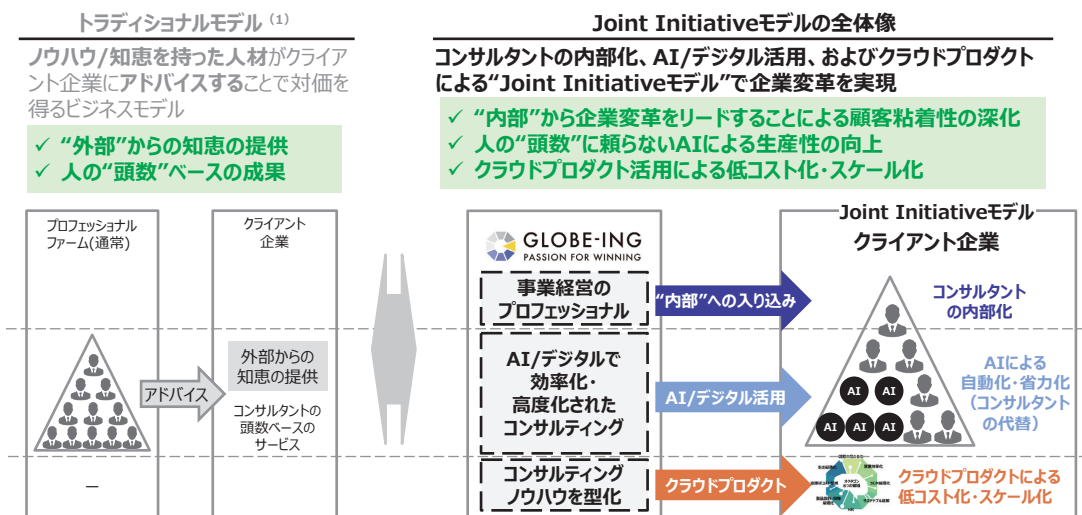 トラディショナルモデル (1)
ノウハウ/知恵を持った人材がクライ
アント企業にアドバイスすることで対価を
得るビジネスモデル
✓ “外部”からの知恵の提供
✓ 人の“頭数”ベースの成果
プロフェッショナル
ファーム(通常)
クライアント
企業
アドバイス
外部からの
知恵の提供
コンサルタントの
頭数ベースの
サービス
–
Joint Initiativeモデルの全体像
コンサルタントの内部化、AI/デジタル活用、およびクラウドプロダクト
による“Joint Initiativeモデル”で企業変革を実現
✓ “内部”から企業変革をリードすることによる顧客粘着性の深化
✓ 人の“頭数”に頼らないAIによる生産性の向上
✓ クラウドプロダクト活用による低コスト化・スケール化
GLOBE-ING
PASSION FOR WINNING
Joint Initiativeモデル
クライアント企業
事業経営の
プロフェッショナル
“内部”への入り込み
コンサルタント
の内部化
AI/デジタルで
効率化・
高度化された
コンサルティング
AI/デジタル活用
AI AI
AI AI AI
AIによる
自動化・省力化
(コンサルタント
の代替)
コンサルティング
ノウハウを型化
クラウドプロダクト
クラウドプロダクトによる
低コスト化・スケール化